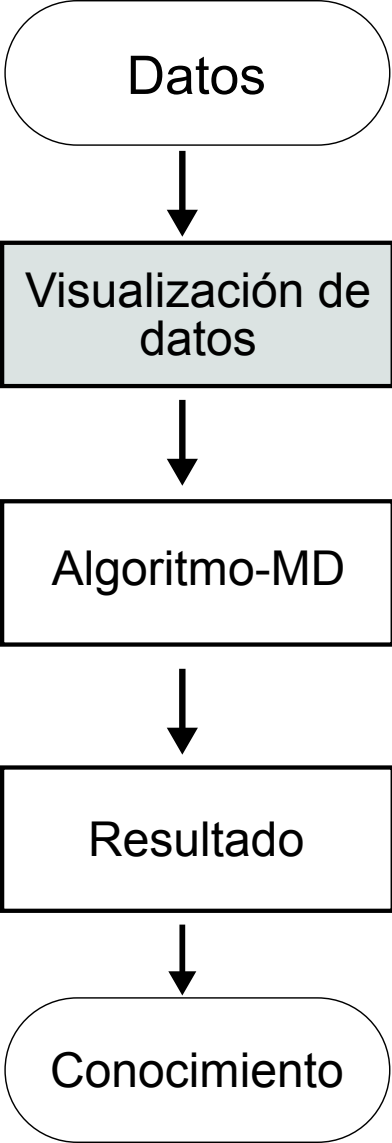 Datos
Visualización de
datos
Algoritmo-MD
Resultado
Conocimiento